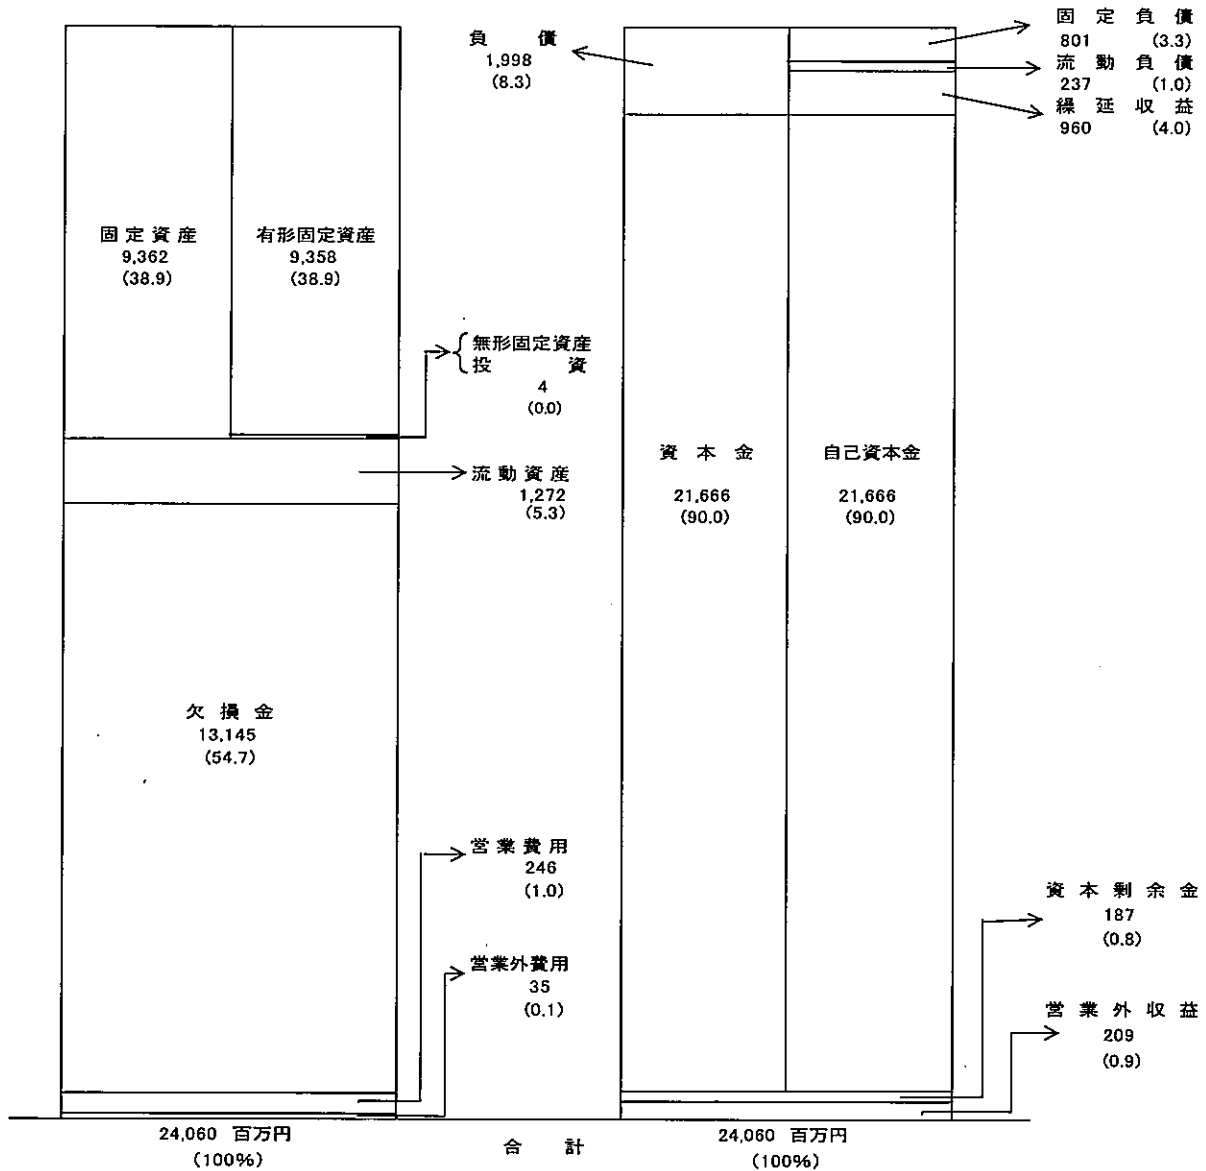 固定資産
9,362
(38.9)
有形固定資産
9,358
(38.9)
無形固定資産
投資
4
(0.0)
流動資産
1,272
(5.3)
欠損金
13,145
(54.7)
営業費用
246
(1.0)
営業外費用
35
(0.1)
24,060 百万円
(100%)
合計
負債
1,998
(8.3)
固定負債
801 (3.3)
流動負債
237 (1.0)
繰延収益
960 (4.0)
資本金
21,666
(90.0)
自己資本金
21,666
(90.0)
資本剰余金
187
(0.8)
営業外収益
209
(0.9)
24,060 百万円
(100%)